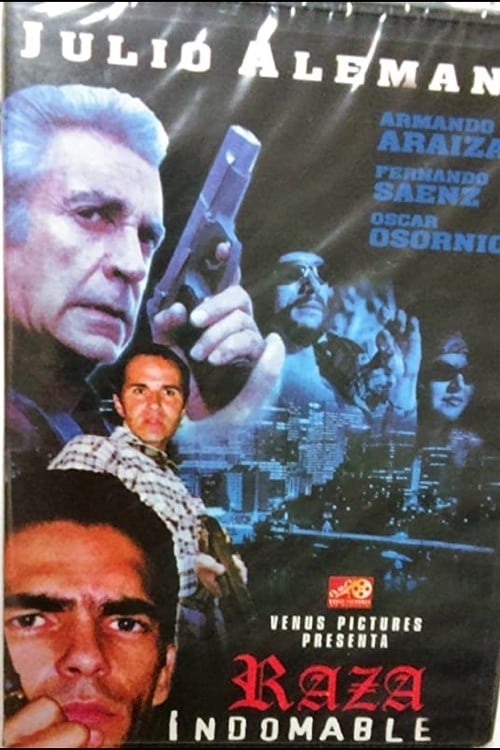 JULIO ALEMAN
ARMANDO
ARAIZA
FERNANDO
SAENZ
OSCAR
OSORNIO
VENUS PICTURES
PRESENTA
RAZA
INDOMABLE